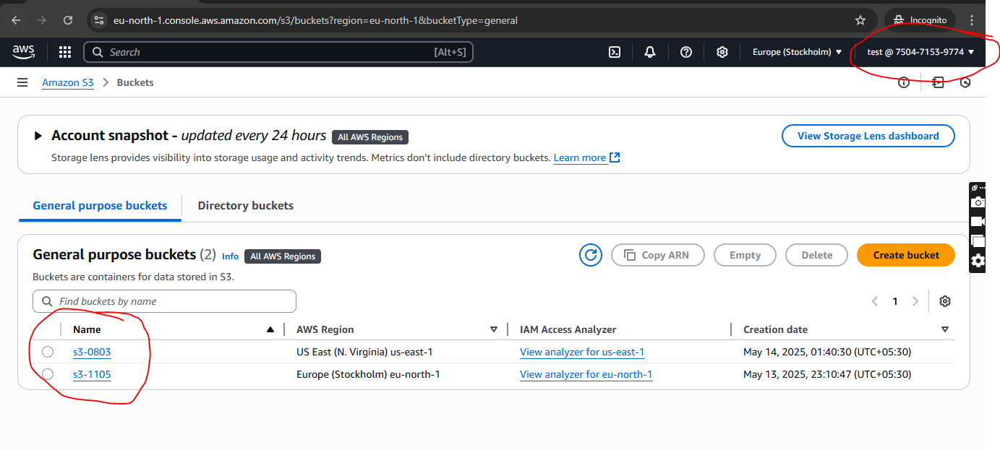 eu-north-1.console.aws.amazon.com/s3/buckets?region=eu-north-1&bucketType=general
Incognito
aws
Search
[Alt+S]
Europe (Stockholm) ▼
test @ 7504-7153-9774 ▼
Amazon S3 > Buckets
Account snapshot - updated every 24 hours All AWS Regions
View Storage Lens dashboard
Storage lens provides visibility into storage usage and activity trends. Metrics don't include directory buckets. Learn more
General purpose buckets
Directory buckets
General purpose buckets (2) Info All AWS Regions
Copy ARN
Empty
Delete
Create bucket
Buckets are containers for data stored in S3.
Find buckets by name
1
Name AWS Region IAM Access Analyzer Creation date
s3-0803 US East (N. Virginia) us-east-1 View analyzer for us-east-1 May 14, 2025, 01:40:30 (UTC+05:30)
s3-1105 Europe (Stockholm) eu-north-1 View analyzer for eu-north-1 May 13, 2025, 23:10:47 (UTC+05:30)